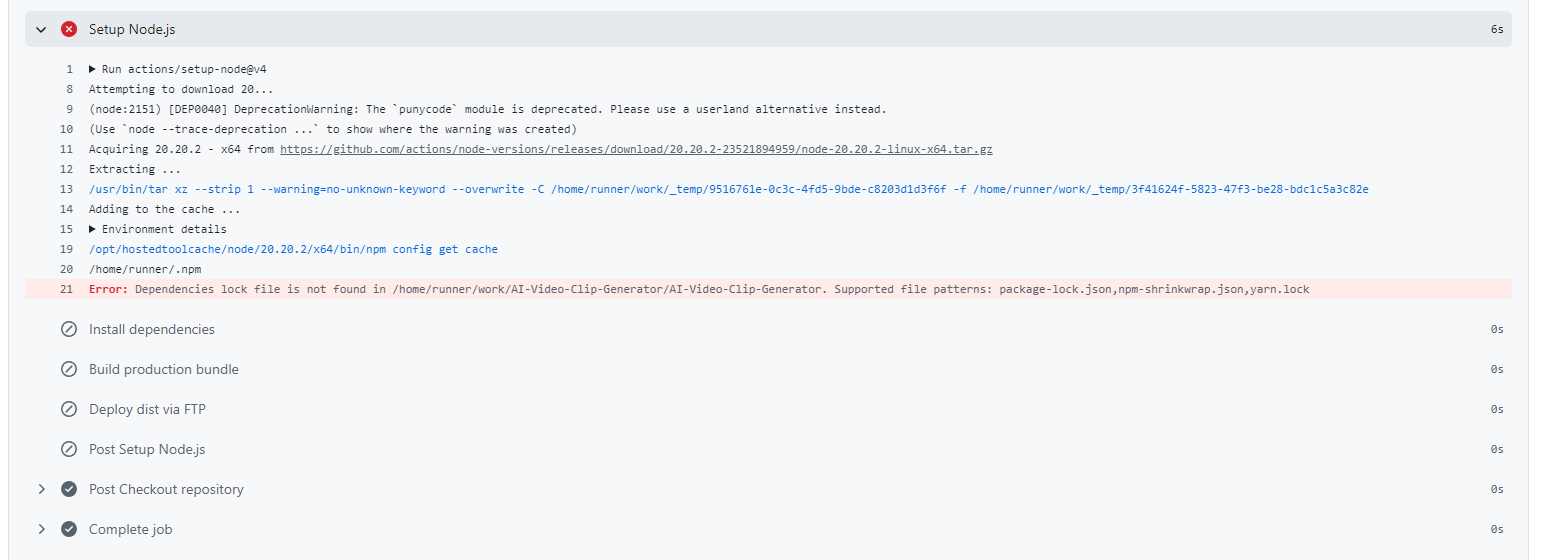 Setup Node.js 6s
1 Run actions/setup-node@v4
8 Attempting to download 20...
9 (node:2151) [DEP0040] DeprecationWarning: The `punycode` module is deprecated. Please use a userland alternative instead.
10 (Use `node --trace-deprecation ...` to show where the warning was created)
11 Acquiring 20.20.2 - x64 from https://github.com/actions/node-versions/releases/download/20.20.2-23521894959/node-20.20.2-linux-x64.tar.gz
12 Extracting ...
13 /usr/bin/tar xz --strip 1 --warning=no-unknown-keyword --overwrite -C /home/runner/work/_temp/9516761e-0c3c-4fd5-9bde-c8203d1d3f6f -f /home/runner/work/_temp/3f41624f-5823-47f3-be28-bdc1c5a3c82e
14 Adding to the cache ...
15 Environment details
19 /opt/hostedtoolcache/node/20.20.2/x64/bin/npm config get cache
20 /home/runner/.npm
21 Error: Dependencies lock file is not found in /home/runner/work/AI-Video-Clip-Generator/AI-Video-Clip-Generator. Supported file patterns: package-lock.json,npm-shrinkwrap.json,yarn.lock
Install dependencies 0s
Build production bundle 0s
Deploy dist via FTP 0s
Post Setup Node.js 0s
Post Checkout repository 0s
Complete job 0s